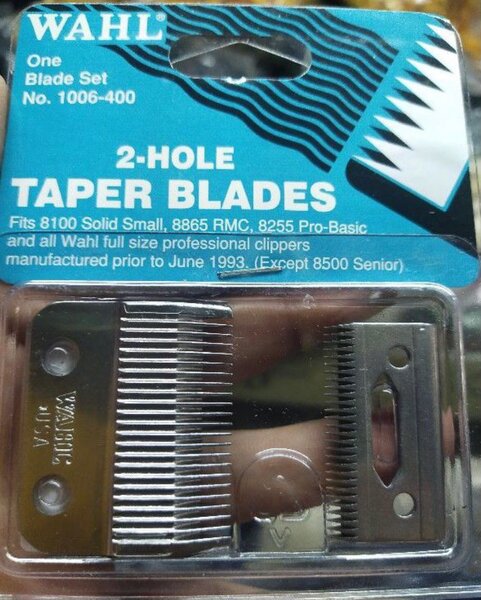 WAHL®
One
Blade Set
No. 1006-400
2-HOLE
TAPER BLADES
Fits 8100 Solid Small, 8865 RMC, 8255 Pro-Basic
and all Wahl full size professional clippers
manufactured prior to June 1993. (Except 8500 Senior)
USA